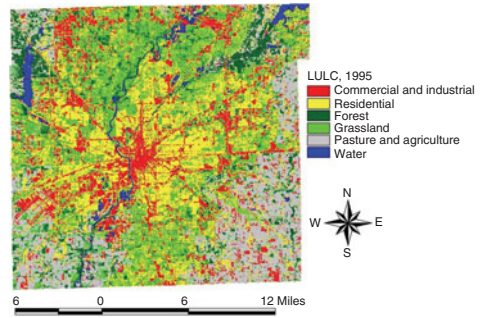 LULC, 1995
Commercial and industrial
Residential
Forest
Grassland
Pasture and agriculture
Water
N
W E
S
6 0 6 12 Miles